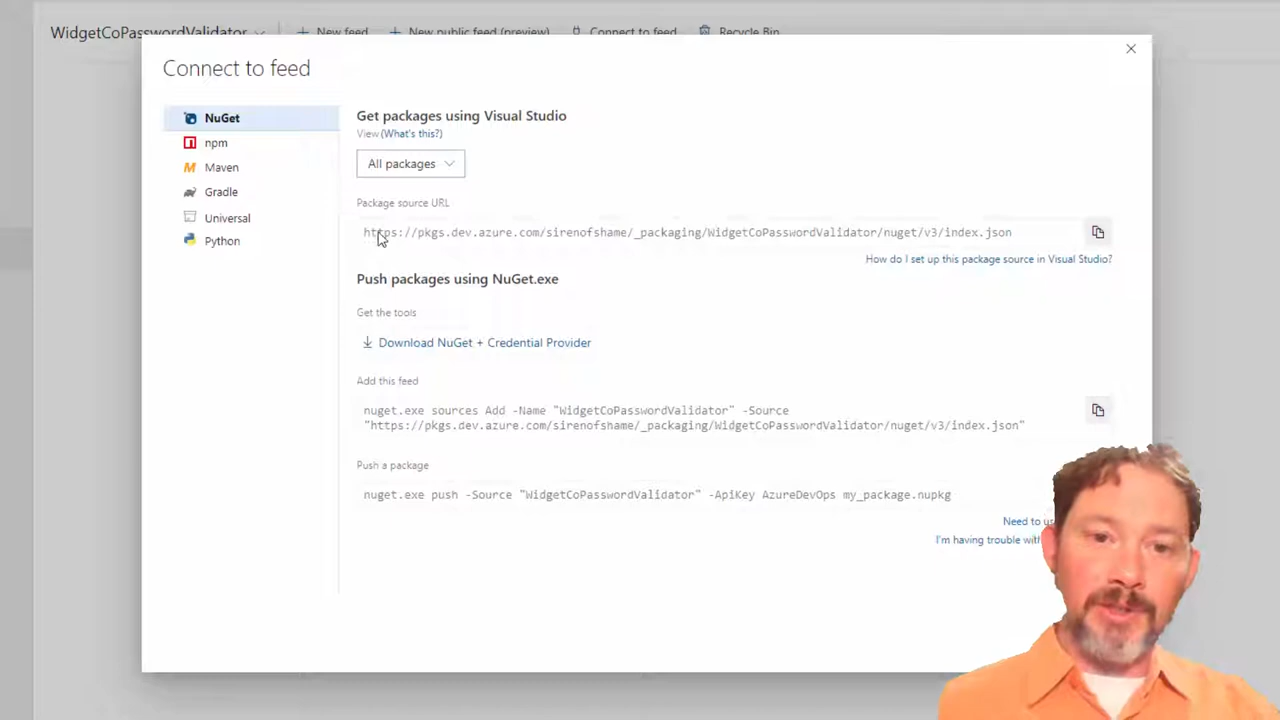 WidgetCoPasswordValidator
New feed
New public feed (preview)
Connect to feed
Recycle Bin
Connect to feed
NuGet
npm
Maven
Gradle
Universal
Python
Get packages using Visual Studio
View (What's this?)
All packages
Package source URL
https://pkgs.dev.azure.com/sirenofshame/_packaging/WidgetCoPasswordValidator/nuget/v3/index.json
How do I set up this package source in Visual Studio?
Push packages using NuGet.exe
Get the tools
Download NuGet + Credential Provider
Add this feed
nuget.exe sources Add -Name "WidgetCoPasswordValidator" -Source
"https://pkgs.dev.azure.com/sirenofshame/_packaging/WidgetCoPasswordValidator/nuget/v3/index.json"
Push a package
nuget.exe push -Source "WidgetCoPasswordValidator" -ApiKey AzureDevOps my_package.nupkg
Need to
I'm having trouble